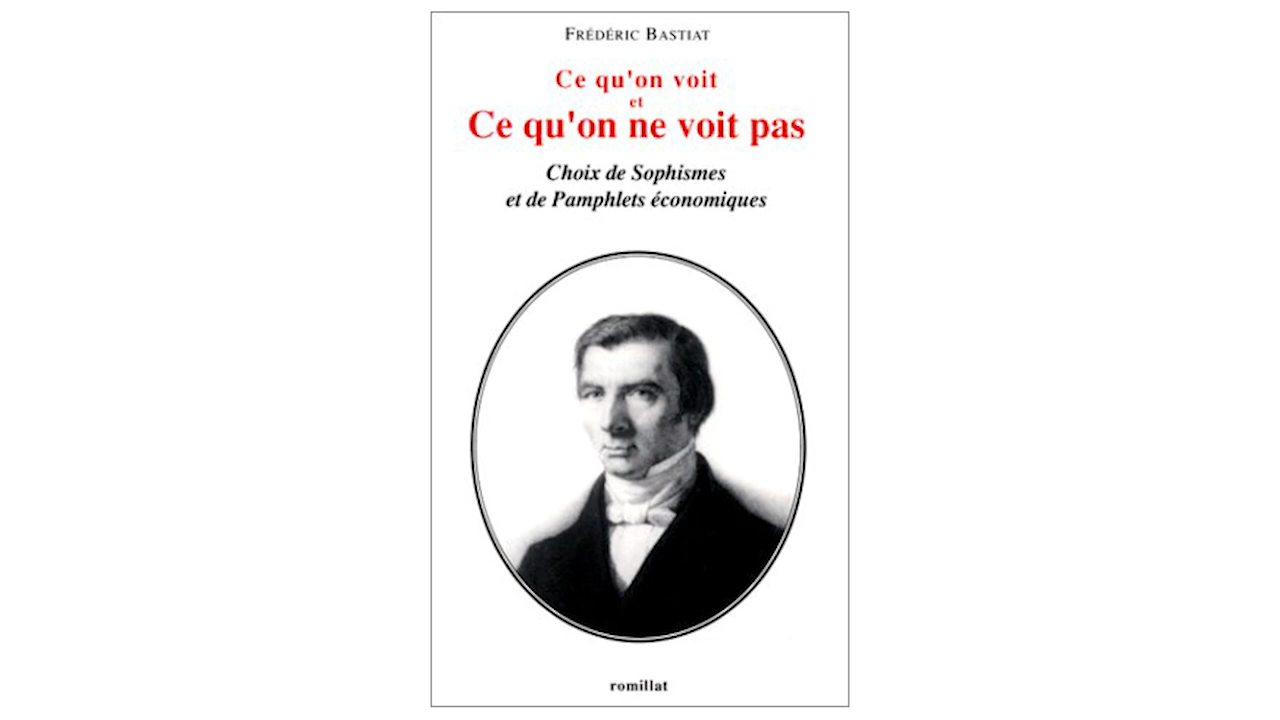 FRÉDÉRIC BASTIAT
Ce qu'on voit
et
Ce qu'on ne voit pas
Choix de Sophismes
et de Pamphlets économiques
romillat